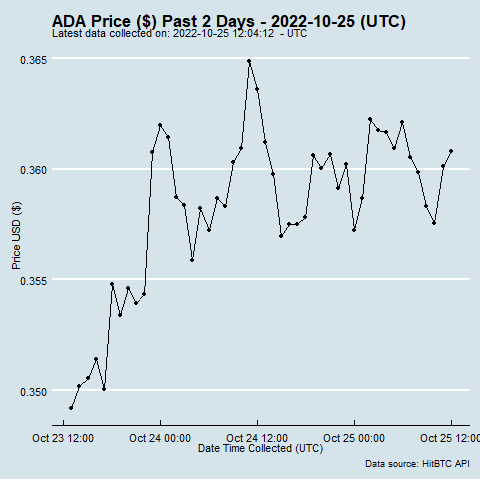 ADA Price ($) Past 2 Days - 2022-10-25 (UTC)
Latest data collected on: 2022-10-25 12:04:12 - UTC
0.365
0.360
0.355
0.350
Price USD ($)
Oct 23 12:00 Oct 24 00:00 Oct 24 12:00 Oct 25 00:00 Oct 25 12:00
Date Time Collected (UTC)
Data source: HitBTC API